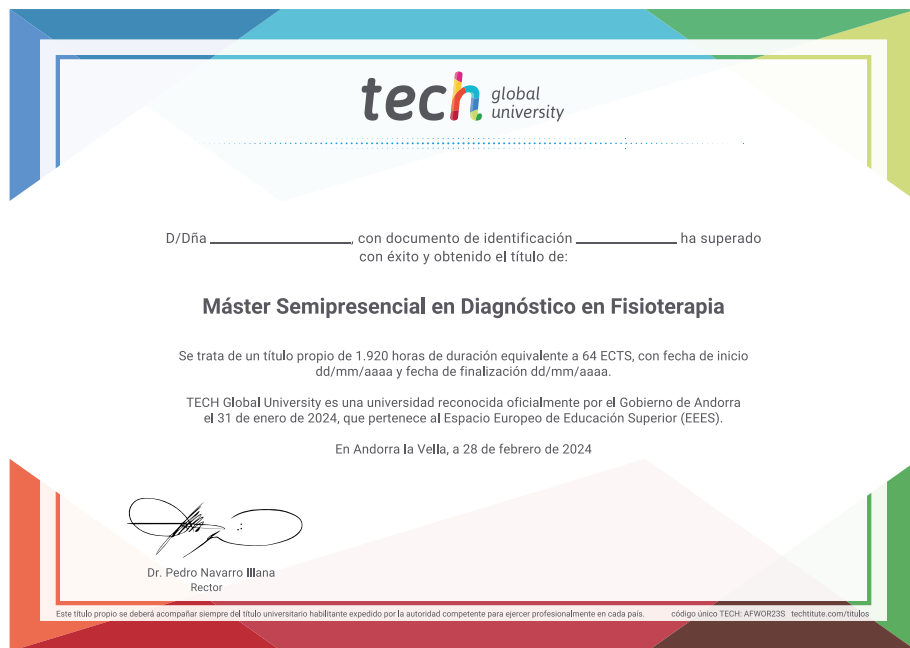 tech global university
D/Dña ________________, con documento de identificación ____________ ha superado
con éxito y obtenido el título de:
Máster Semipresencial en Diagnóstico en Fisioterapia
Se trata de un título propio de 1.920 horas de duración equivalente a 64 ECTS, con fecha de inicio
dd/mm/aaaa y fecha de finalización dd/mm/aaaa.
TECH Global University es una universidad reconocida oficialmente por el Gobierno de Andorra
el 31 de enero de 2024, que pertenece al Espacio Europeo de Educación Superior (EEES).
En Andorra la Vella, a 28 de febrero de 2024
Dr. Pedro Navarro Illana
Rector
Este título propio se deberá acompañar siempre del título universitario habilitante expedido por la autoridad competente para ejercer profesionalmente en cada país. código único TECH: AFWOR23S techtitute.com/titulos